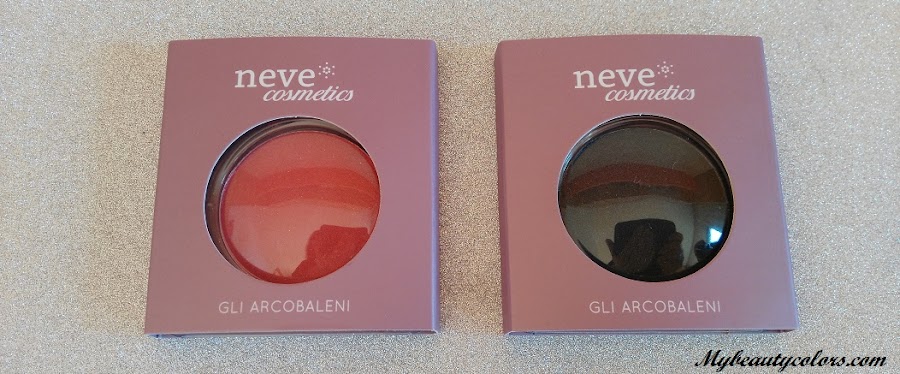 neve
cosmetics
GLI ARCOBALENI
neve
cosmetics
GLI ARCOBALENI
Mybeautycolors.com